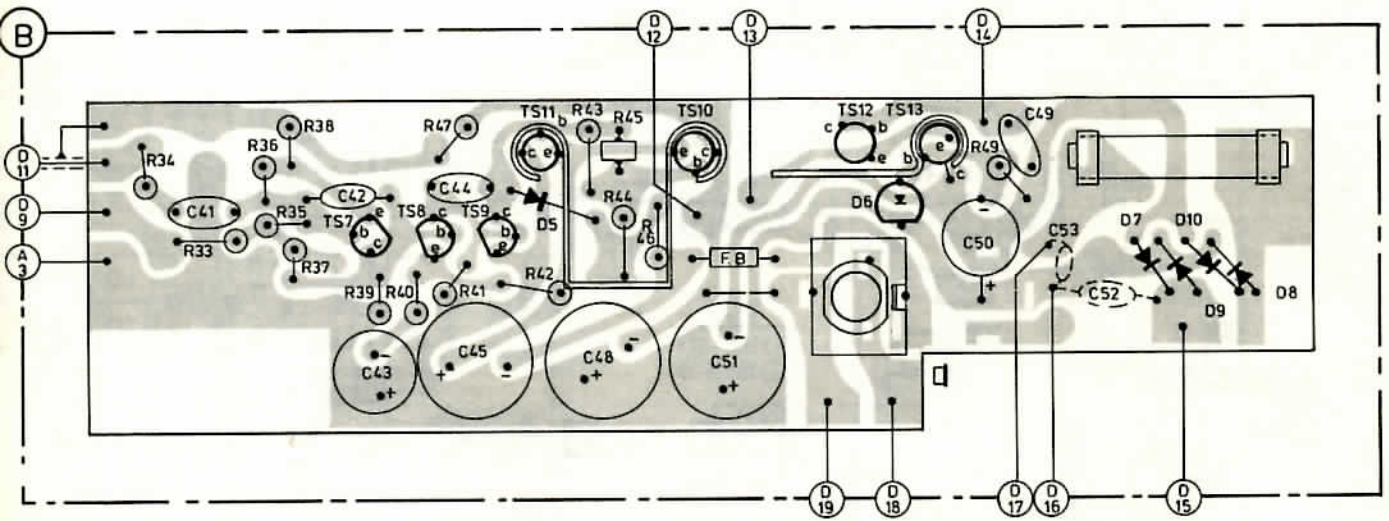 B
D 12
D 13
D 14
TS11 b R43 R45 TS10 TS12 TS13 C49
R38 R47 c b
R36 c e e c e R49
R34 b e b c
D 11
C42 C44 R44 D6 -
D 9
C41 R35 TS7 e TS8 c TS9 c D5 R46 C50 C53 D7 D10
b b b
R33 c e e
A 3
R37 R42 F.B
R39 R40 R41 + C52 D9 D8
C43 - + C45 + - C48 - + C51 - +
D 19
D 18
D 17
D 16
D 15